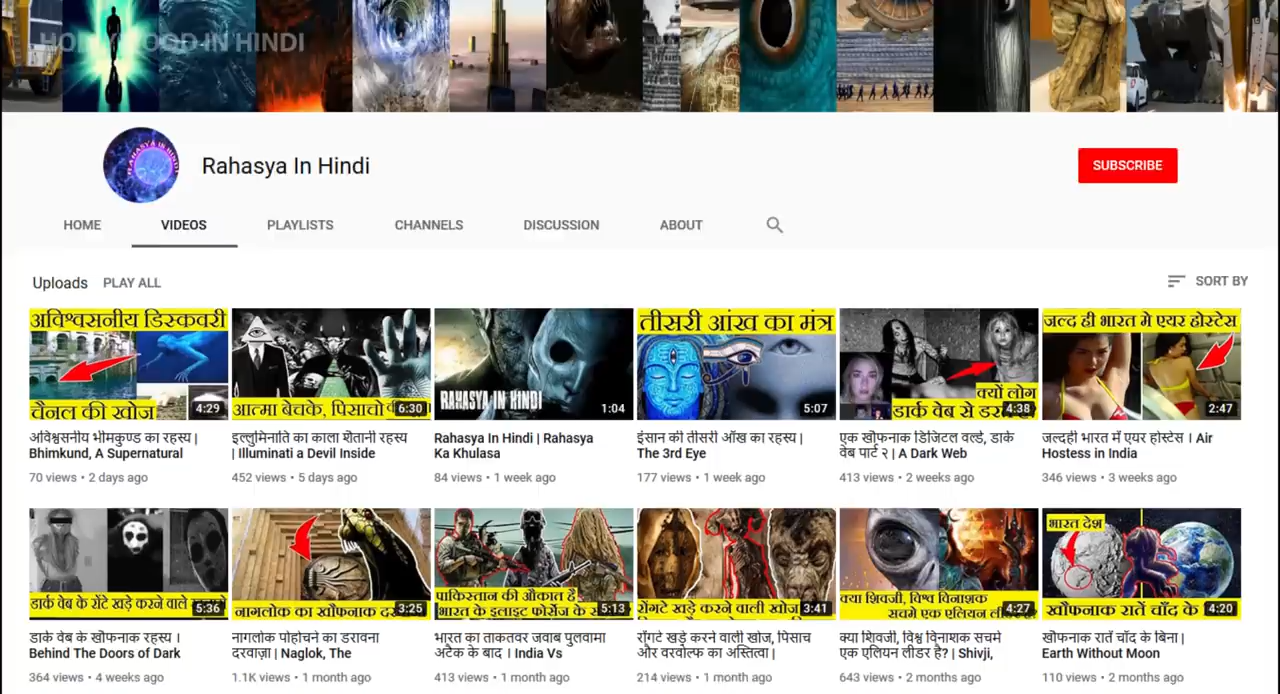 HOLLYWOOD IN HINDI
RAHASYA IN HINDI
Rahasya In Hindi
SUBSCRIBE
HOME VIDEOS PLAYLISTS CHANNELS DISCUSSION ABOUT
Uploads PLAY ALL SORT BY
अविश्वसनीय डिस्कवरी
चैनल की खोज
4:29
अविश्वसनीय भीमकुण्ड का रहस्य |
Bhimkund, A Supernatural
70 views • 2 days ago
आत्मा बेचके, पिसाचो
6:30
इल्लुमिनाति का काला शैतानी रहस्य
| Illuminati a Devil Inside
452 views • 5 days ago
RAHASYA IN HINDI
1:04
Rahasya In Hindi | Rahasya
Ka Khulasa
84 views • 1 week ago
तीसरी आंख का मंत्र
5:07
इंसान की तीसरी आँख का रहस्य |
The 3rd Eye
177 views • 1 week ago
क्यों लोग
डार्क वेब से
4:38
एक खौफनाक डिजिटल वर्ल्ड, डार्क
वेब पार्ट २ | A Dark Web
413 views • 2 weeks ago
जल्द ही भारत मे एयर होस्टेस
2:47
जल्दही भारत में एयर होस्टेस । Air
Hostess in India
346 views • 3 weeks ago
डार्क वेब के रोंटे खड़े करने वाले
5:36
डार्क वेब के खौफनाक रहस्य ।
Behind The Doors of Dark
364 views • 4 weeks ago
नागलोक का खौफनाक
3:25
नागलोक पोहोचने का डरावना
दरवाज़ा | Naglok, The
1.1K views • 1 month ago
पाकिस्तान की औकात है
भारत के इलाइट फोर्सेज के
5:13
भारत का ताकतवर जवाब पुलवामा
अटैक के बाद । India Vs
413 views • 1 month ago
रोंगटे खड़े करने वाली खोज
3:41
रोंगटे खड़े करने वाली खोज, पिसाच
और वरवोल्फ का अस्तित्वा |
214 views • 1 month ago
क्या शिवजी, विश्व विनाशक
सचमे एक एलियन
4:27
क्या शिवजी, विश्व विनाशक सचमे
एक एलियन लीडर है? | Shivji,
643 views • 2 months ago
भारत देश
खौफनाक रातें चाँद के
4:20
खौफनाक रातें चाँद के बिना |
Earth Without Moon
110 views • 2 months ago